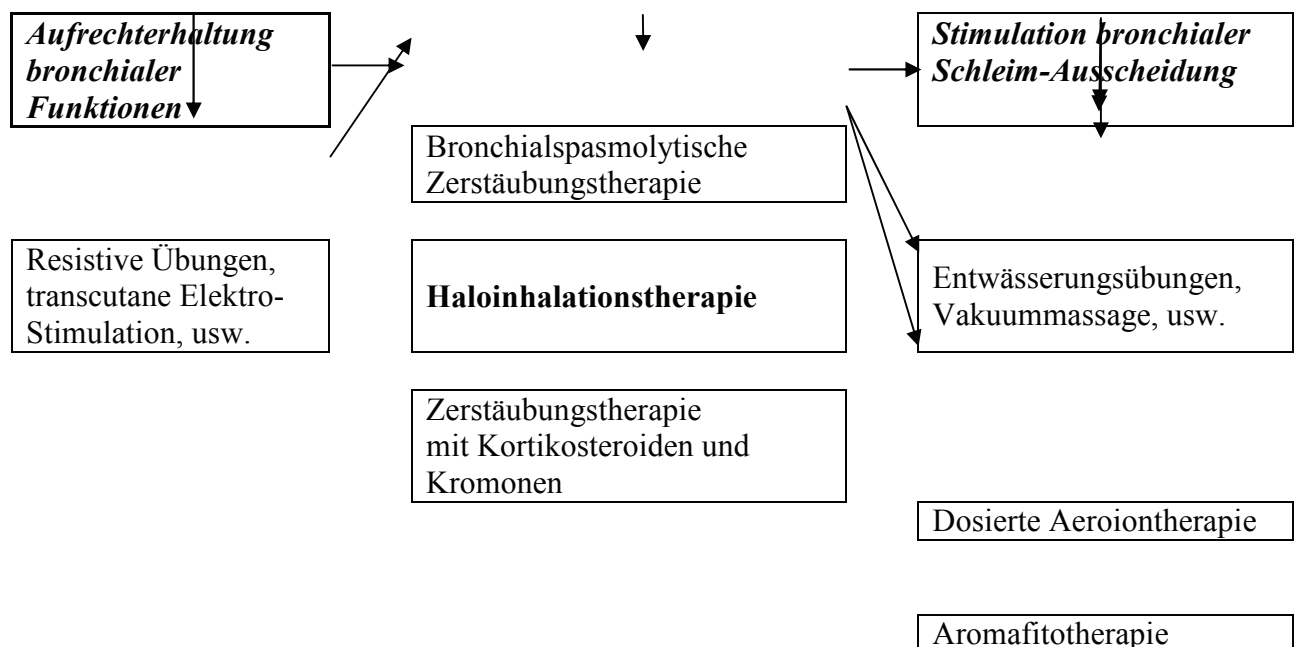 Aufrechterhaltung
bronchialer
Funktionen
Stimulation bronchialer
Schleim-Ausscheidung
Bronchialspasmolytische
Zerstäubungstherapie
Resistive Übungen,
transcutane Elektro-
Stimulation, usw.
Haloinhalationstherapie
Entwässerungsübungen,
Vakuummassage, usw.
Zerstäubungstherapie
mit Kortikosteroiden und
Kromonen
Dosierte Aeroiontherapie
Aromafitotherapie